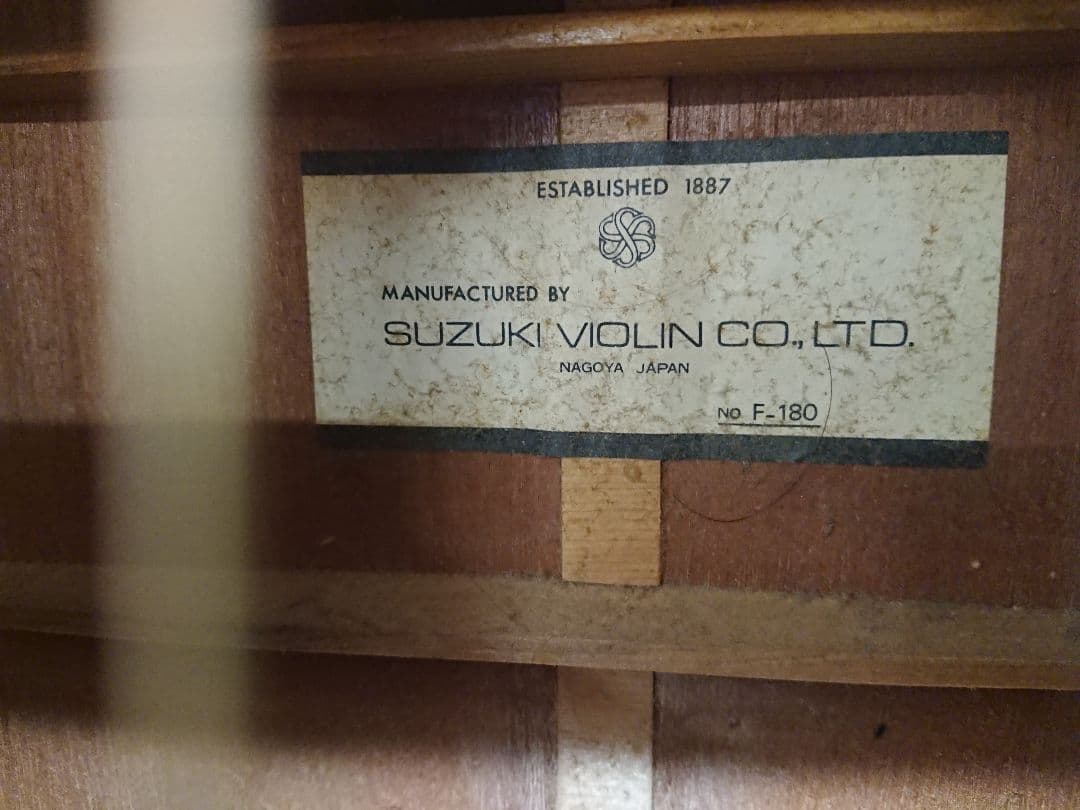 ESTABLISHED 1887
MANUFACTURED BY
SUZUKI VIOLIN CO., LTD.
NAGOYA JAPAN
NO F-180